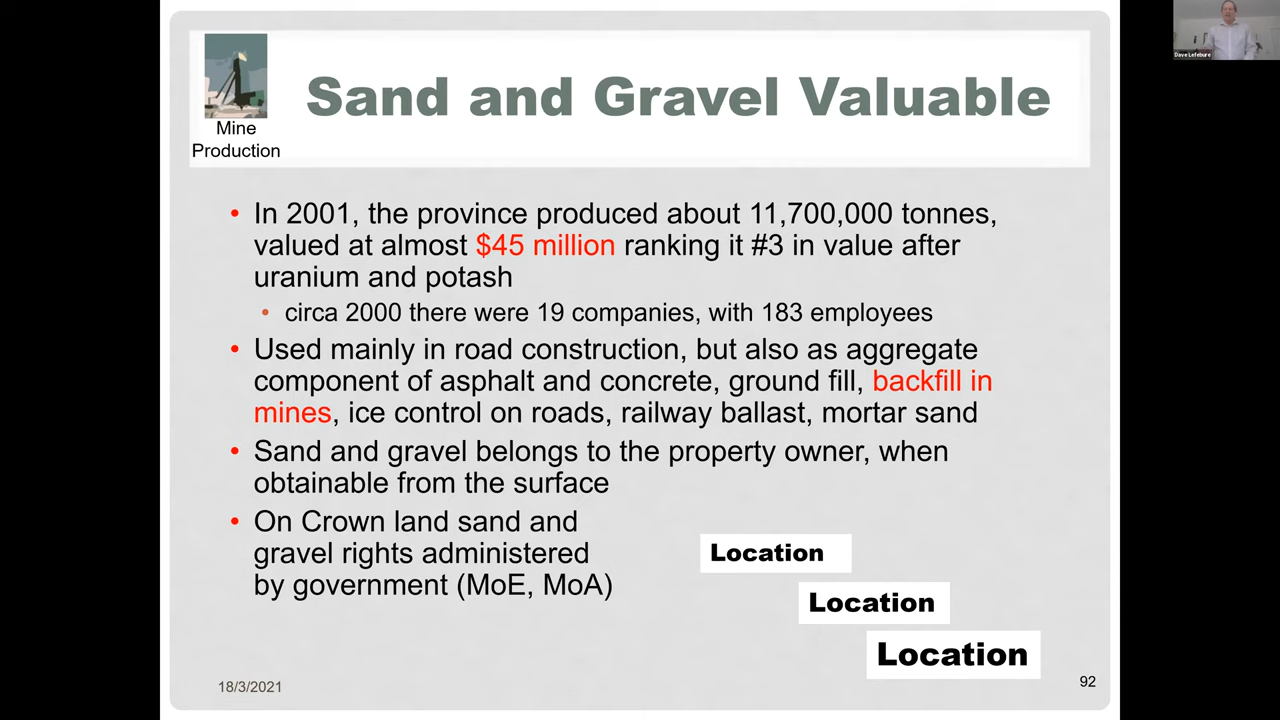 Dave Lefebure
Sand and Gravel Valuable
Mine
Production
• In 2001, the province produced about 11,700,000 tonnes,
valued at almost $45 million ranking it #3 in value after
uranium and potash
• circa 2000 there were 19 companies, with 183 employees
• Used mainly in road construction, but also as aggregate
component of asphalt and concrete, ground fill, backfill in
mines, ice control on roads, railway ballast, mortar sand
• Sand and gravel belongs to the property owner, when
obtainable from the surface
• On Crown land sand and
gravel rights administered
by government (MoE, MoA)
Location
Location
Location
18/3/2021
92